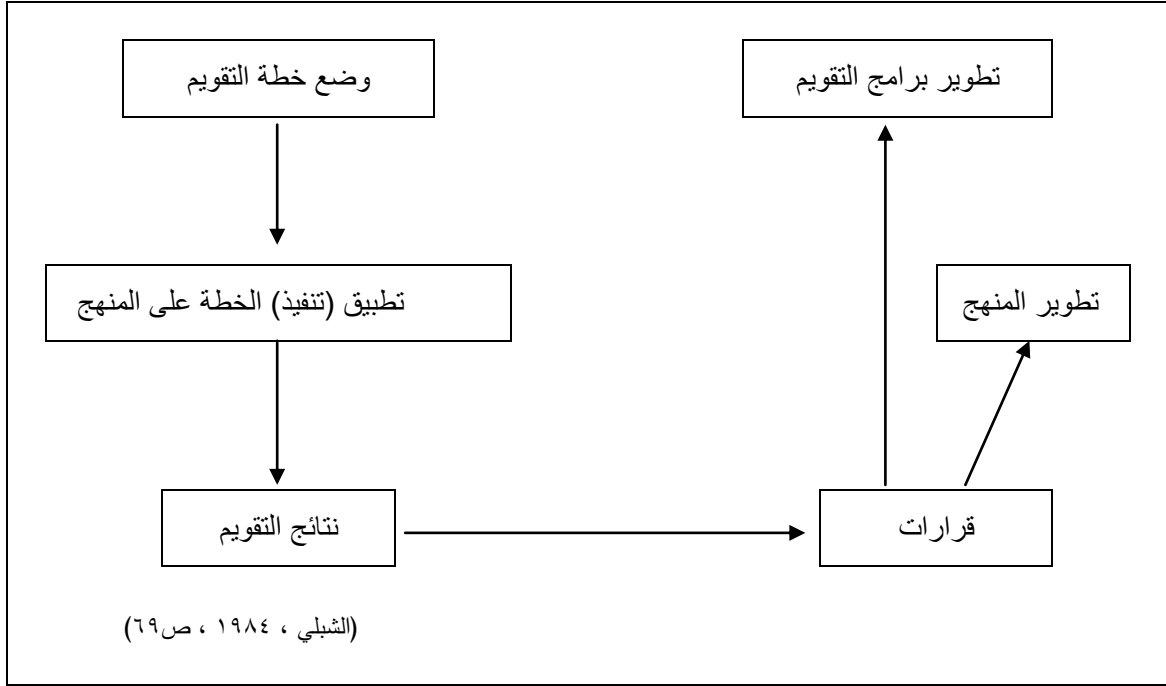 وضع خطة التقويم
تطوير برامج التقويم
تطبيق (تنفيذ) الخطة على المنهج
تطوير المنهج
نتائج التقويم
قرارات
(الشبلي ، ١٩٨٤ ، ص٦٩)